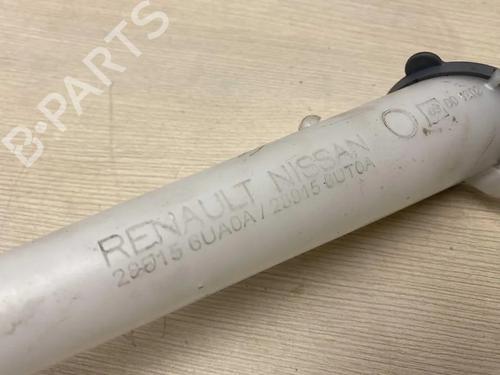 B-PARTS
RENAULT NISSAN
28915 6UA0A / 28915 6UT0A